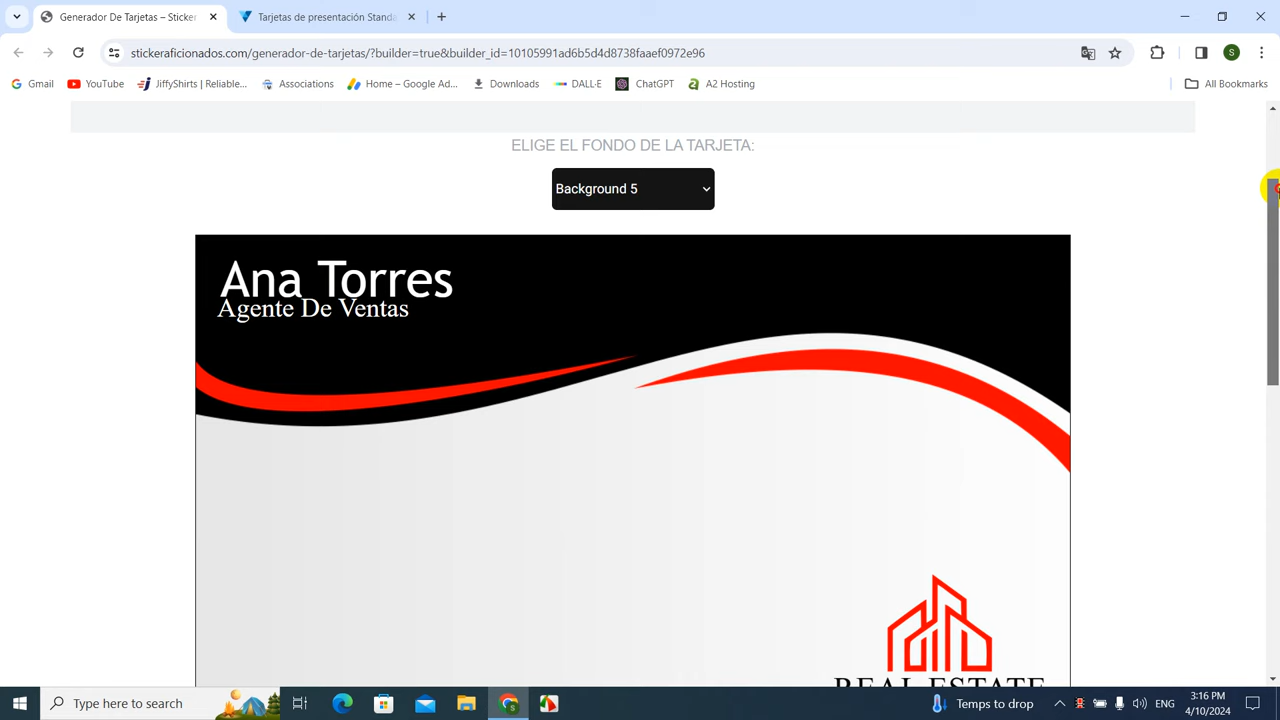 Generador De Tarjetas – Sticker
Tarjetas de presentación Standa
stickeraficionados.com/generador-de-tarjetas/?builder=true&builder_id=10105991ad6b5d4d8738faaef0972e96
S
Gmail
YouTube
JiffyShirts | Reliable...
Associations
Home – Google Ad...
Downloads
DALL·E
ChatGPT
A2 Hosting
All Bookmarks
ELIGE EL FONDO DE LA TARJETA:
Background 5
Ana Torres
Agente De Ventas
REAL ESTATE
Type here to search
Temps to drop
ENG
3:16 PM
4/10/2024